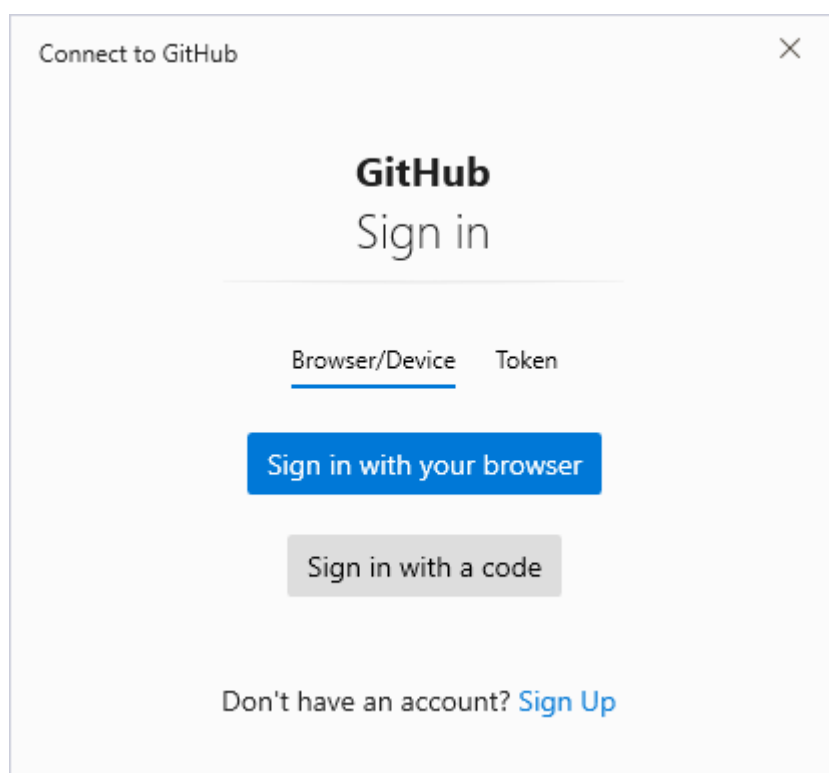 Connect to GitHub
GitHub
Sign in
Browser/Device Token
Sign in with your browser
Sign in with a code
Don't have an account? Sign Up